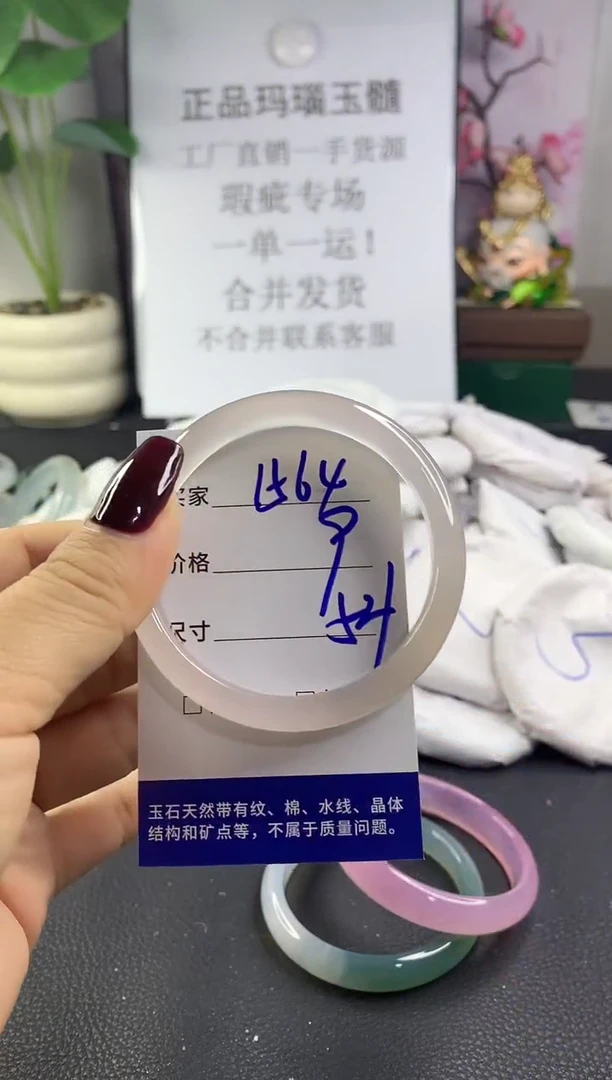 正品玛瑙玉髓
工厂直销一手货源
瑕疵专场
一单一运！
合并发货
不合并联系客服
买家
价格
尺寸
54
玉石天然带有纹、棉、水线、晶体
结构和矿点等，不属于质量问题。